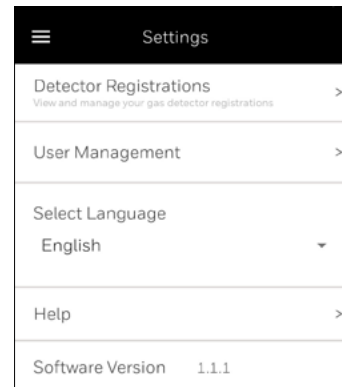 Settings
Detector Registrations
View and manage your gas detector registrations
User Management
Select Language
English
Help
Software Version 1.1.1